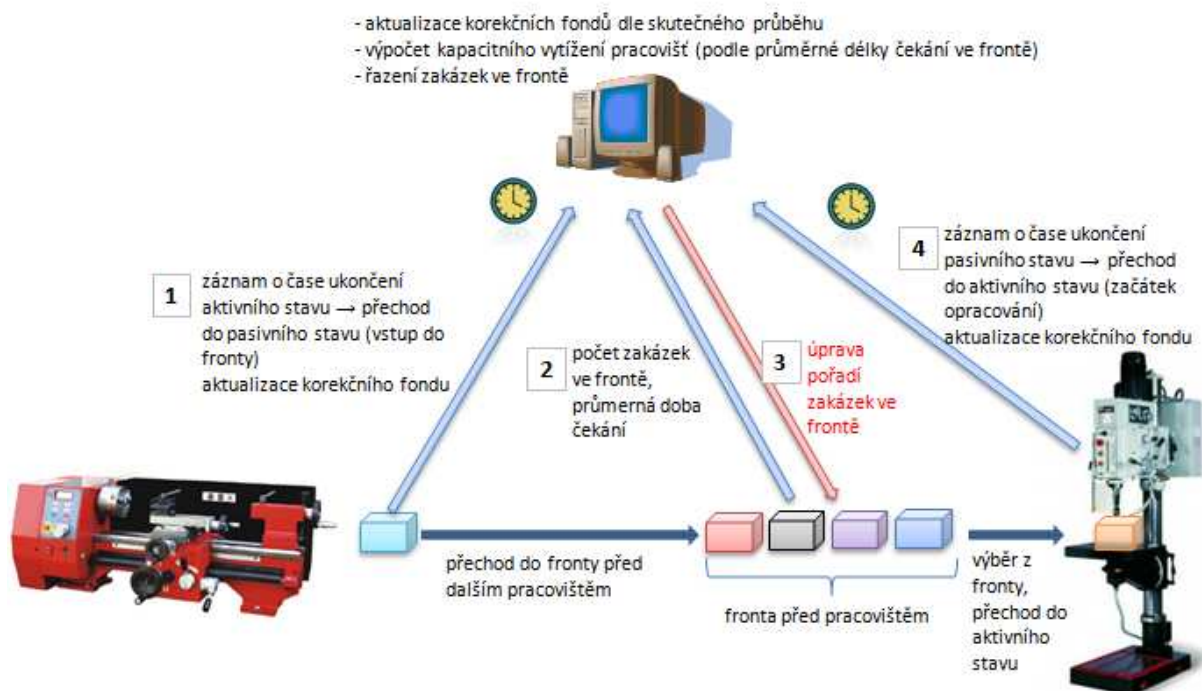 - aktualizace korekčních fondů dle skutečného průběhu
- výpočet kapacitního vytížení pracovišť (podle průměrné délky čekání ve frontě)
- řazení zakázek ve frontě
1
záznam o čase ukončení
aktivního stavu → přechod
do pasivního stavu (vstup do
fronty)
aktualizace korekčního fondu
2
počet zakázek
ve frontě,
průmerná doba
čekání
3
úprava
pořadí
zakázek ve
frontě
4
záznam o čase ukončení
pasivního stavu → přechod
do aktivního stavu (začátek
opracování)
aktualizace korekčního fondu
přechod do fronty před
dalším pracovištěm
fronta před pracovištěm
výběr z
fronty,
přechod do
aktivního
stavu